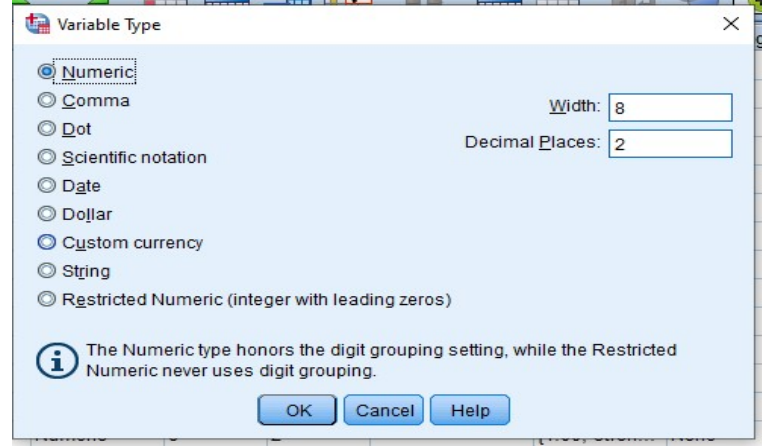 Variable Type
Numeric
Comma
Width: 8
Dot
Decimal Places: 2
Scientific notation
Date
Dollar
Custom currency
String
Restricted Numeric (integer with leading zeros)
The Numeric type honors the digit grouping setting, while the Restricted
Numeric never uses digit grouping.
OK Cancel Help